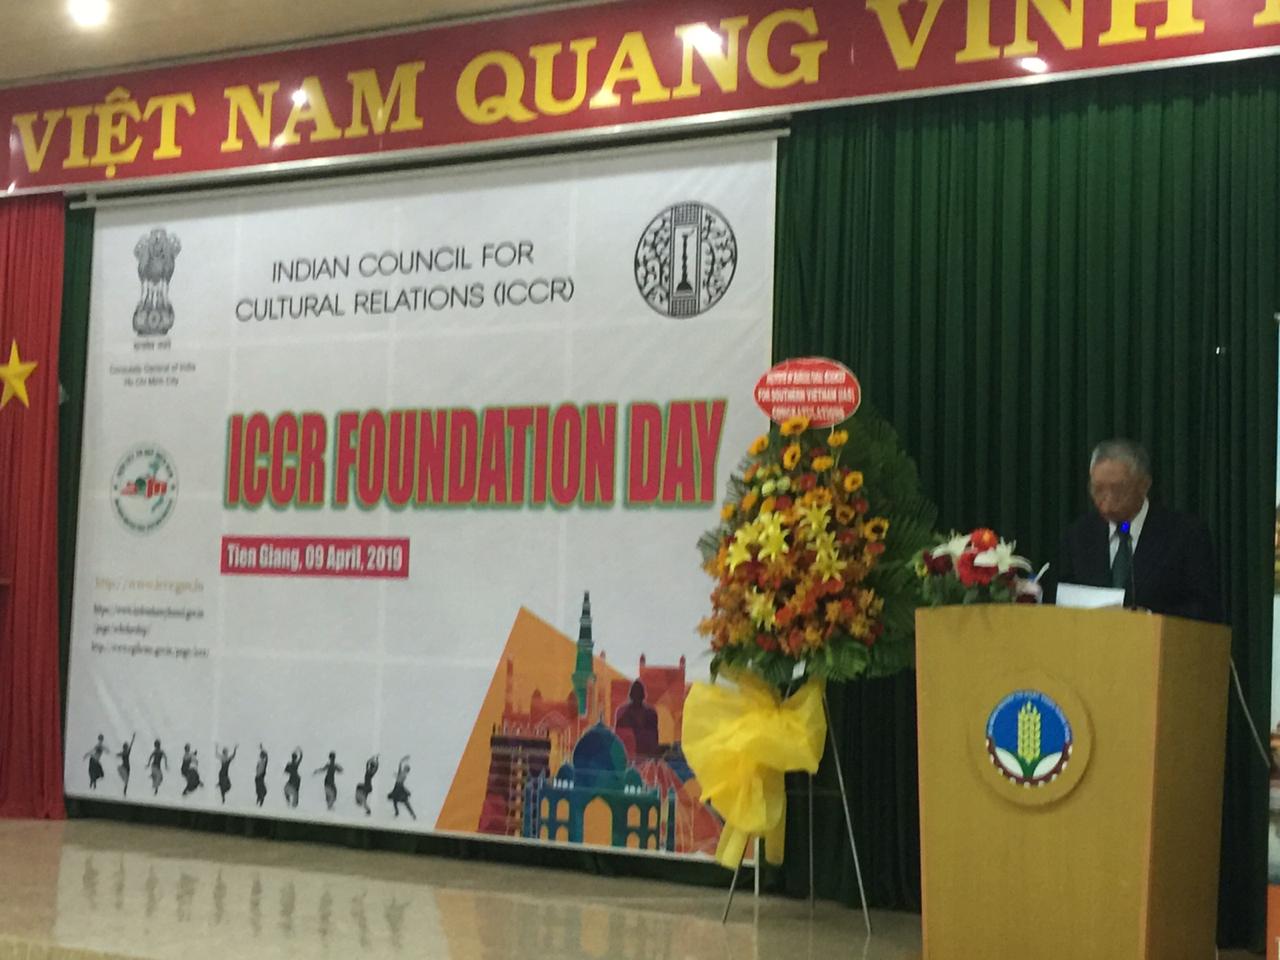 VIỆT NAM QUANG VINH
INDIAN COUNCIL FOR
CULTURAL RELATIONS (ICCR)
Consulate General of India
Ho Chi Minh City
ICCR FOUNDATION DAY
Tien Giang, 09 April, 2019
FOR SOUTHERN VIETNAM (IAS)